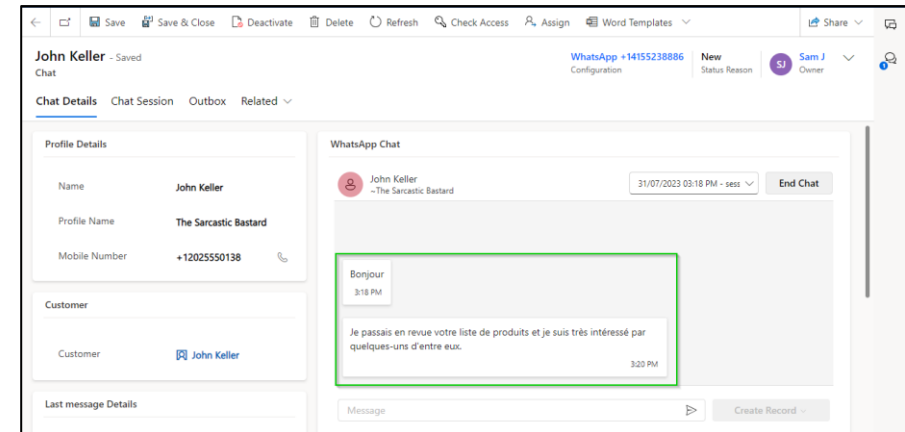 Save Save & Close Deactivate Delete Refresh Check Access Assign Word Templates Share
John Keller - Saved
Chat
WhatsApp +14155238886
Configuration
New
Status Reason
SJ
Sam J
Owner
1
Chat Details Chat Session Outbox Related
Profile Details
Name John Keller
Profile Name The Sarcastic Bastard
Mobile Number +12025550138
Customer
Customer John Keller
Last message Details
WhatsApp Chat
John Keller
~The Sarcastic Bastard
31/07/2023 03:18 PM - sess
End Chat
Bonjour
3:18 PM
Je passais en revue votre liste de produits et je suis très intéressé par
quelques-uns d'entre eux.
3:20 PM
Message
Create Record